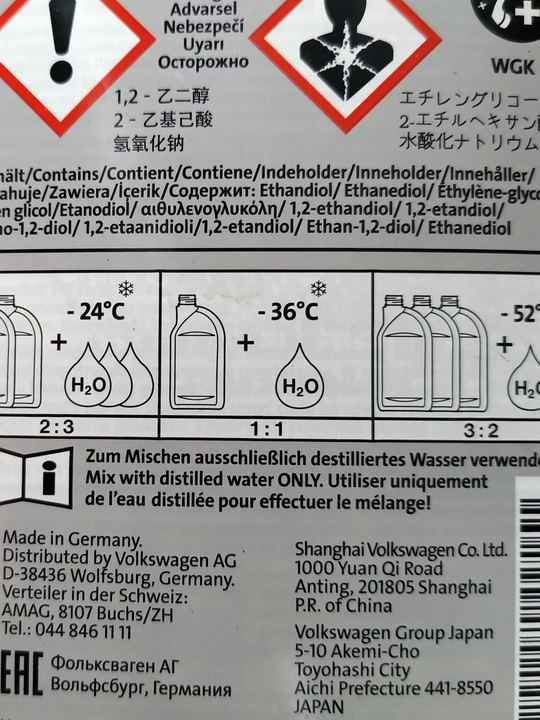 Advarsel
Nebezpečí
Uyarı
Осторожно
WGK
1,2 - 乙二醇
2 - 乙基己酸
氢氧化钠
エチレングリコー
2-エチルヘキサン酸
水酸化ナトリウム
hält/Contains/Contient/Contiene/Indeholder/Inneholder/Innehåller/
ahuje/Zawiera/İçerik/Содержит: Ethandiol/ Ethanediol/ Éthylène-glyco
en glicol/Etanodiol/ αιθυλενογλυκόλη/ 1,2-ethandiol/ 1,2-etandiol/
no-1,2-diol/ 1,2-etaanidioli/1,2-etandiol/ Ethan-1,2-diol/ Ethanediol
- 24°C
+
H₂O
2:3
- 36°C
+
H₂O
1:1
- 52°
+
H₂O
3:2
Zum Mischen ausschließlich destilliertes Wasser verwende
Mix with distilled water ONLY. Utiliser uniquement
de l'eau distillée pour effectuer le mélange!
Made in Germany.
Distributed by Volkswagen AG
D-38436 Wolfsburg, Germany.
Verteiler in der Schweiz:
AMAG, 8107 Buchs/ZH
Tel.: 044 846 11 11
EAC
Фольксваген АГ
Вольфсбург, Германия
Shanghai Volkswagen Co. Ltd.
1000 Yuan Qi Road
Anting, 201805 Shanghai
P.R. of China
Volkswagen Group Japan
5-10 Akemi-Cho
Toyohashi City
Aichi Prefecture 441-8550
JAPAN